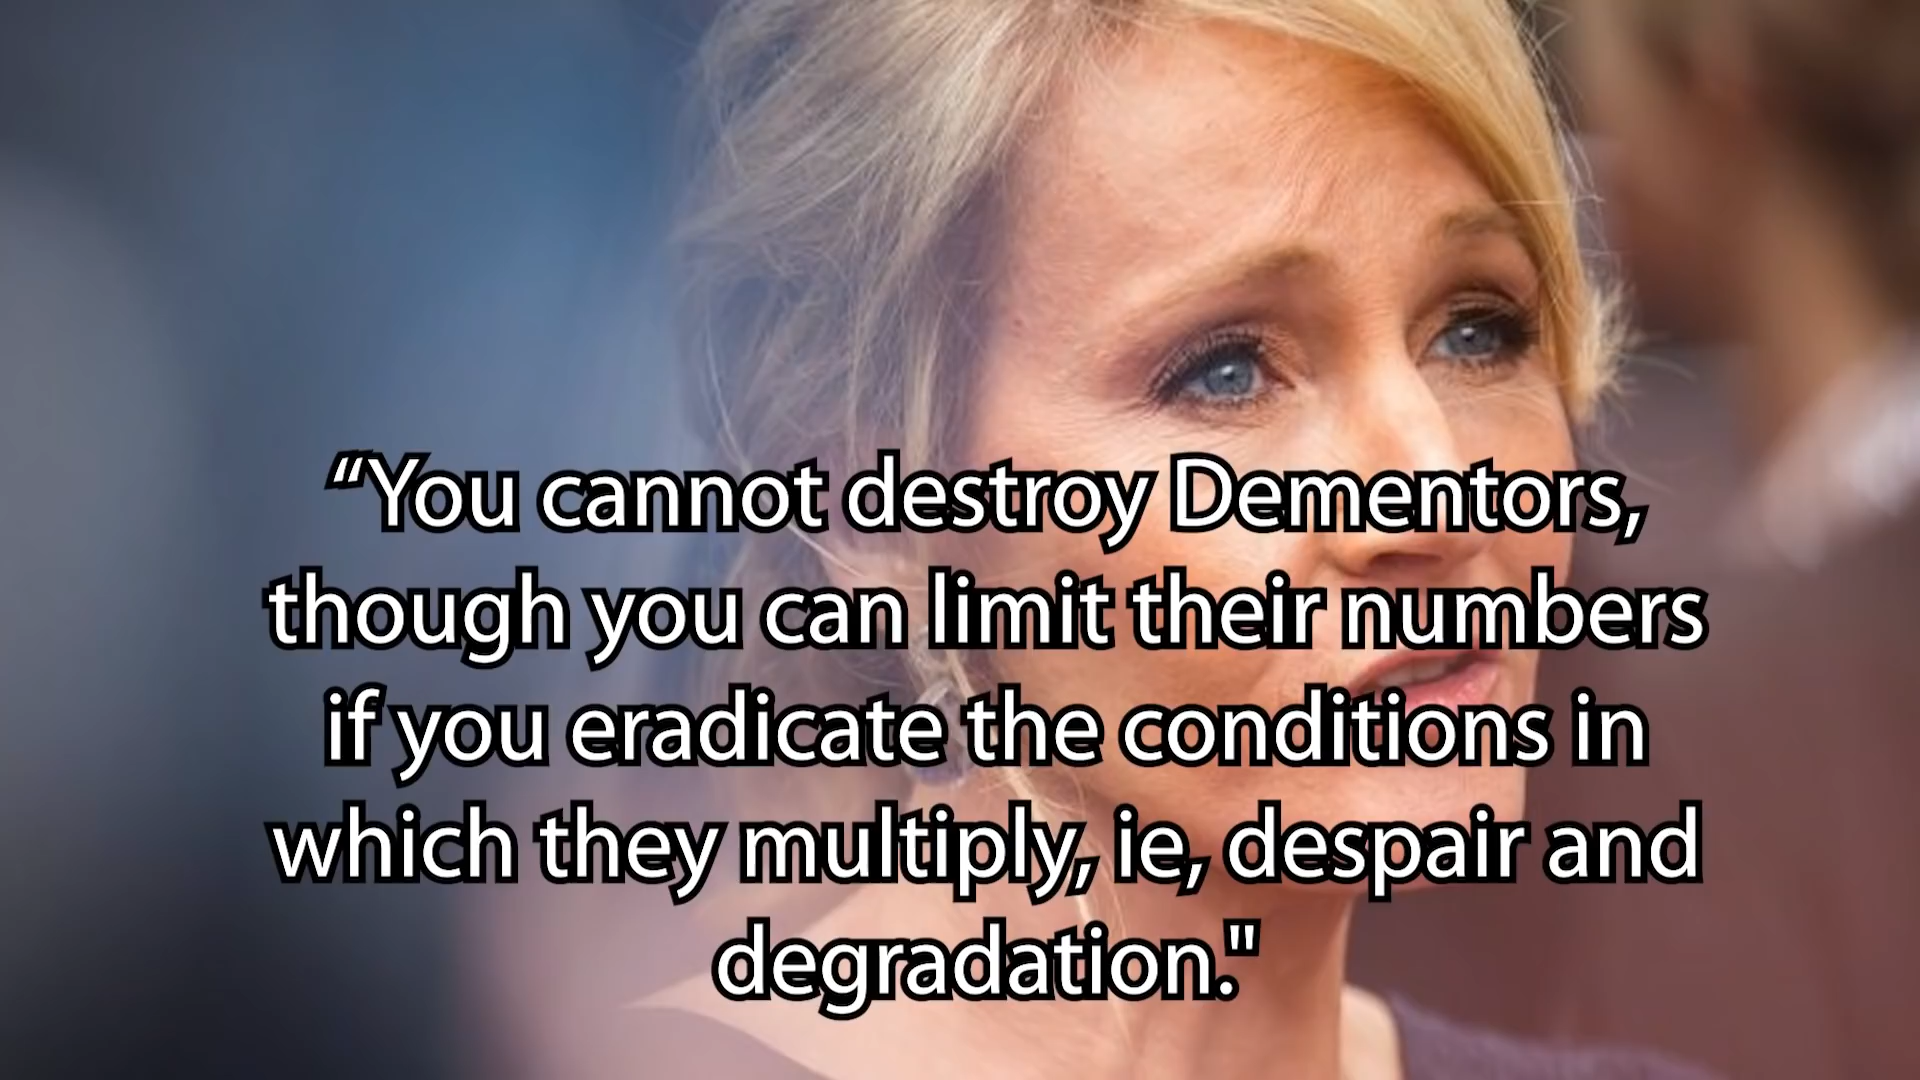 “You cannot destroy Dementors,
though you can limit their numbers
if you eradicate the conditions in
which they multiply, ie, despair and
degradation."